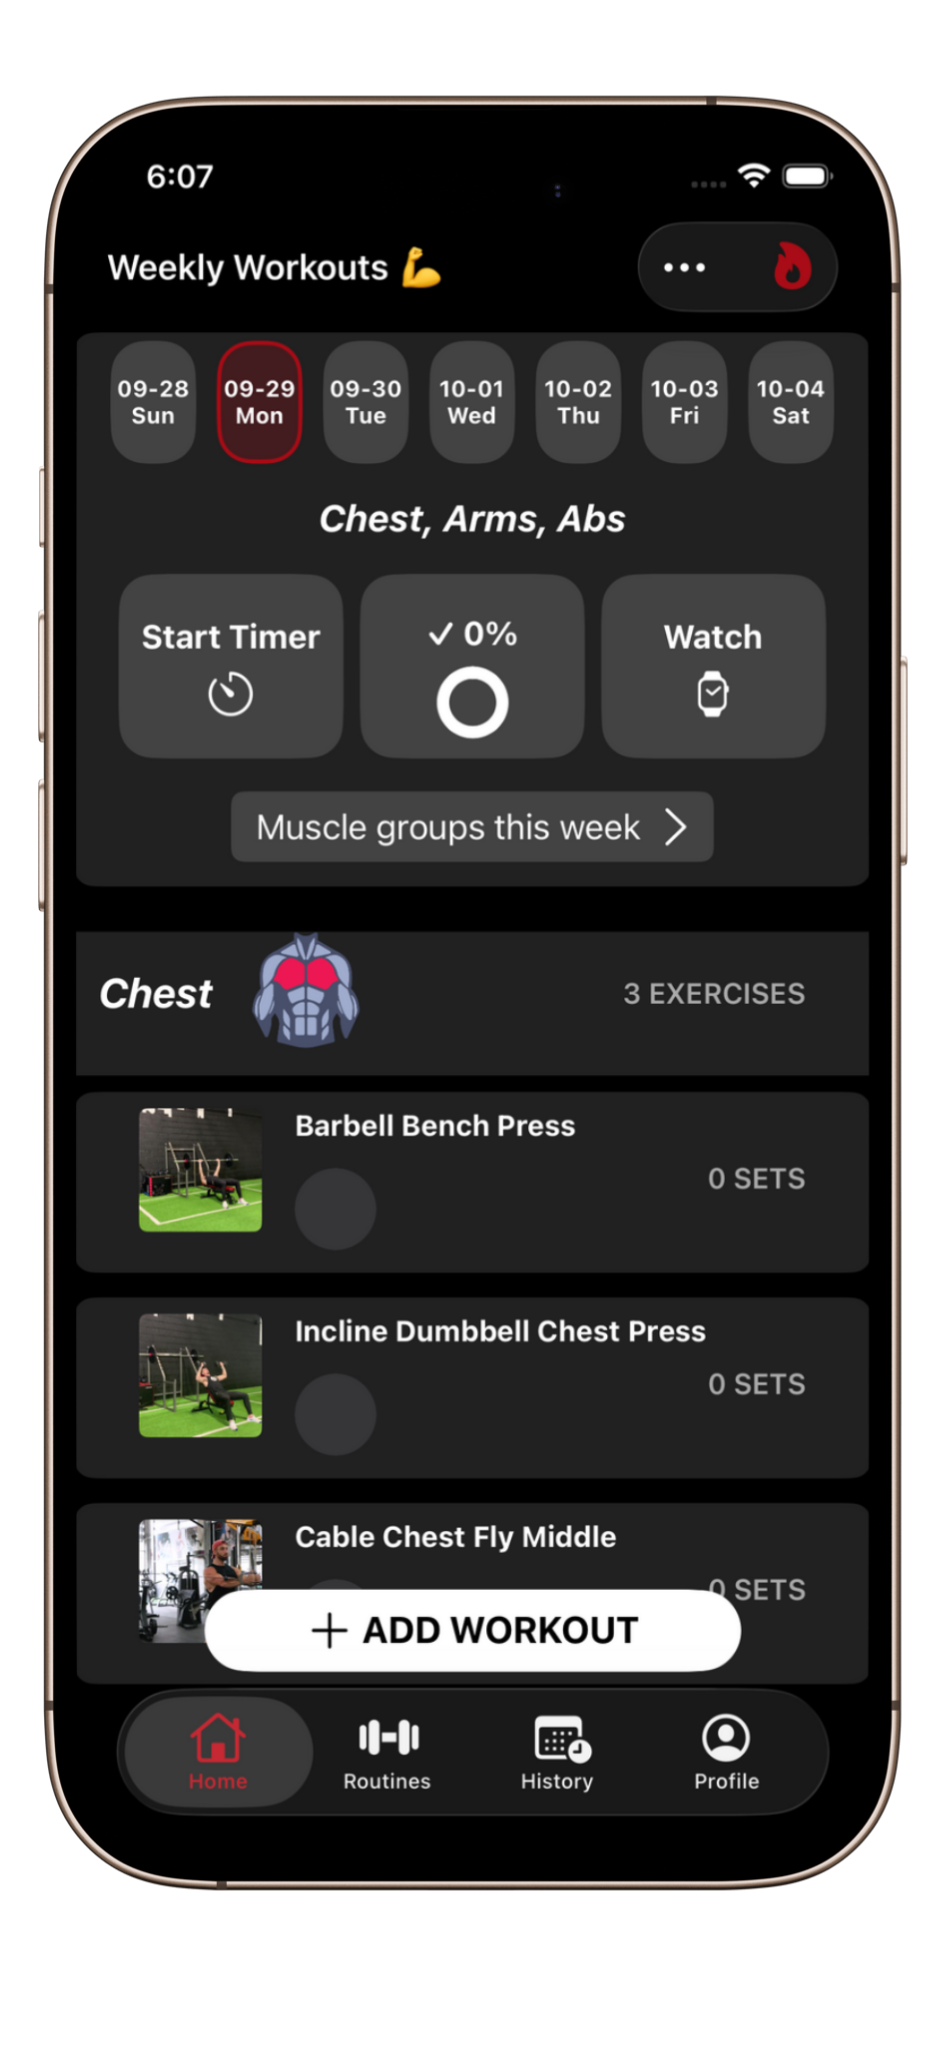 6:07
Weekly Workouts 💪
09-28 09-29 09-30 10-01 10-02 10-03 10-04
Sun Mon Tue Wed Thu Fri Sat
Chest, Arms, Abs
Start Timer ✓ 0% Watch
Muscle groups this week >
Chest 3 EXERCISES
Barbell Bench Press
0 SETS
Incline Dumbbell Chest Press
0 SETS
Cable Chest Fly Middle
0 SETS
+ ADD WORKOUT
Home Routines History Profile